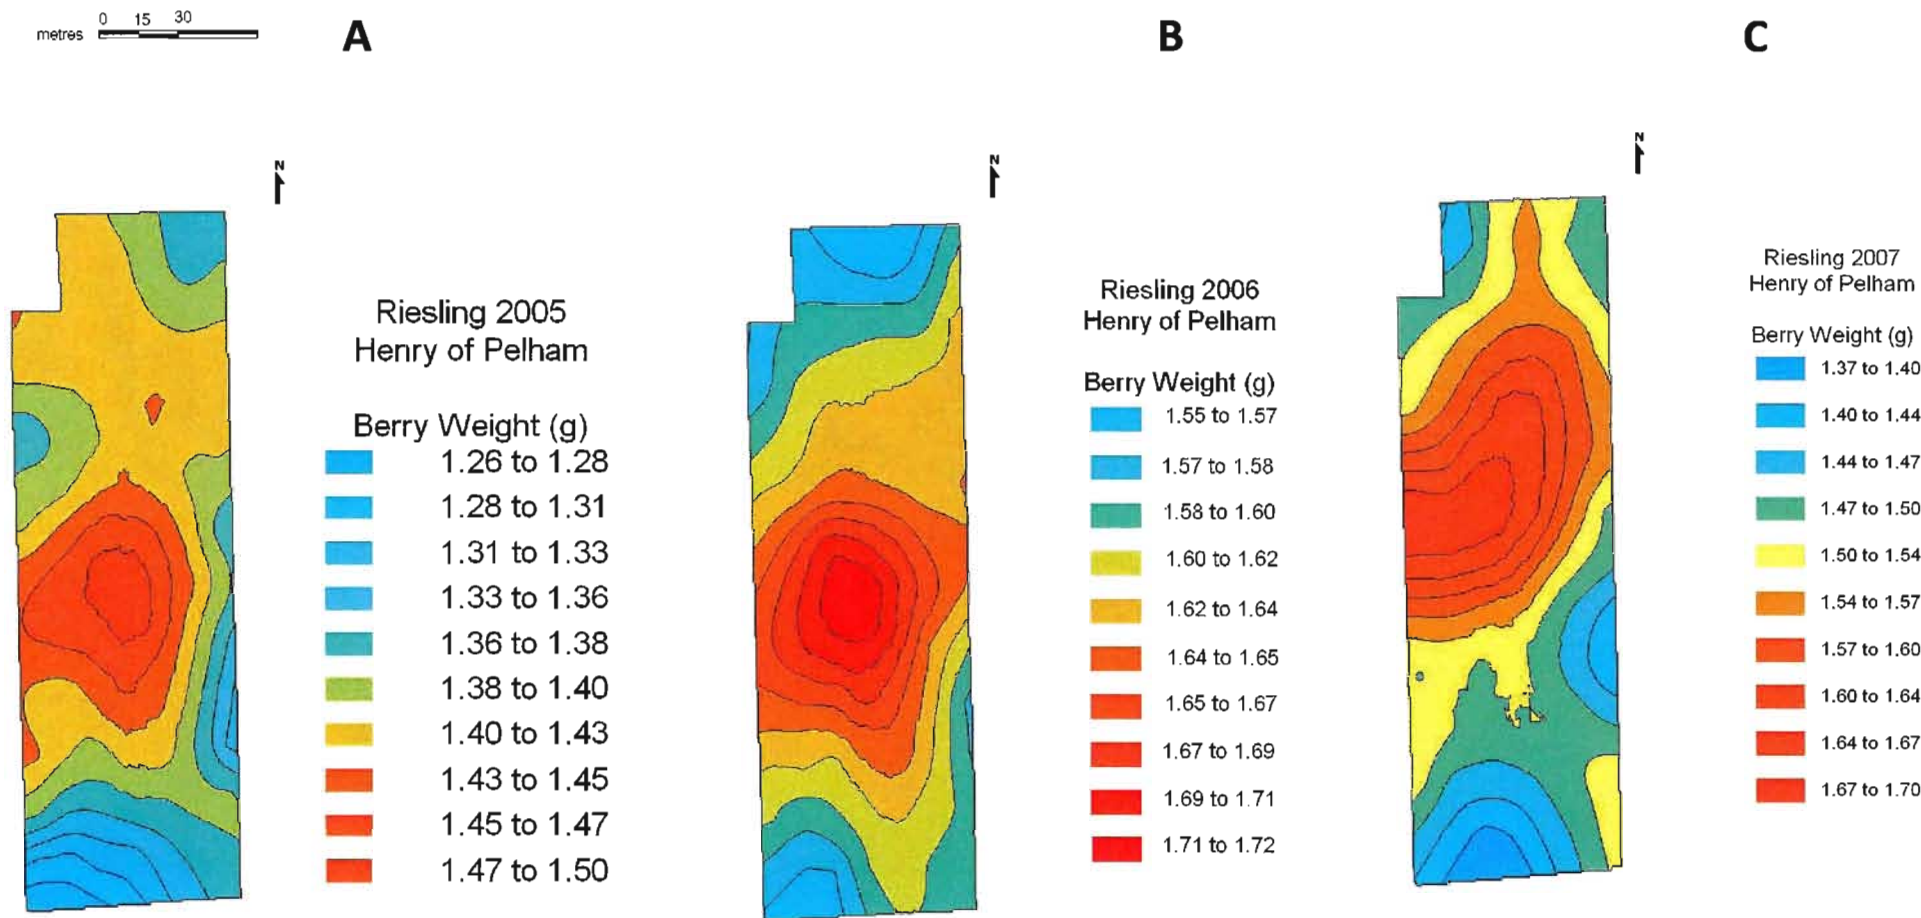 0 15 30
metres
A
B
C
N
N
N
Riesling 2005
Henry of Pelham
Berry Weight (g)
1.26 to 1.28
1.28 to 1.31
1.31 to 1.33
1.33 to 1.36
1.36 to 1.38
1.38 to 1.40
1.40 to 1.43
1.43 to 1.45
1.45 to 1.47
1.47 to 1.50
Riesling 2006
Henry of Pelham
Berry Weight (g)
1.55 to 1.57
1.57 to 1.58
1.58 to 1.60
1.60 to 1.62
1.62 to 1.64
1.64 to 1.65
1.65 to 1.67
1.67 to 1.69
1.69 to 1.71
1.71 to 1.72
Riesling 2007
Henry of Pelham
Berry Weight (g)
1.37 to 1.40
1.40 to 1.44
1.44 to 1.47
1.47 to 1.50
1.50 to 1.54
1.54 to 1.57
1.57 to 1.60
1.60 to 1.64
1.64 to 1.67
1.67 to 1.70